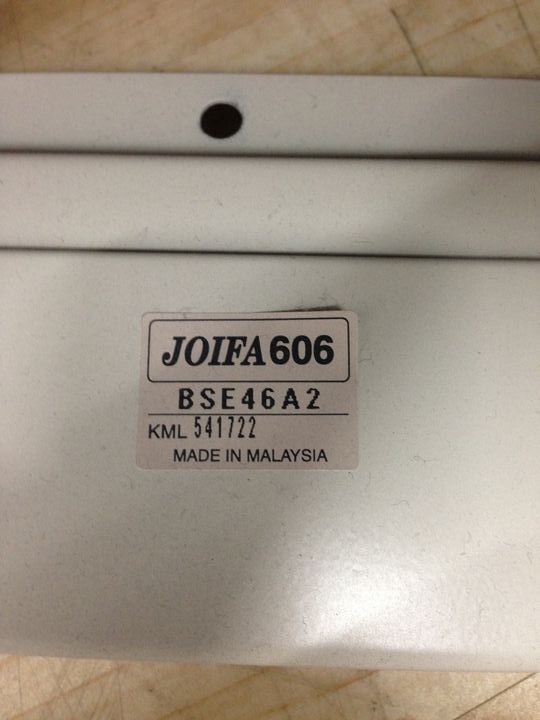 JOIFA606
BSE46A2
KML 541722
MADE IN MALAYSIA